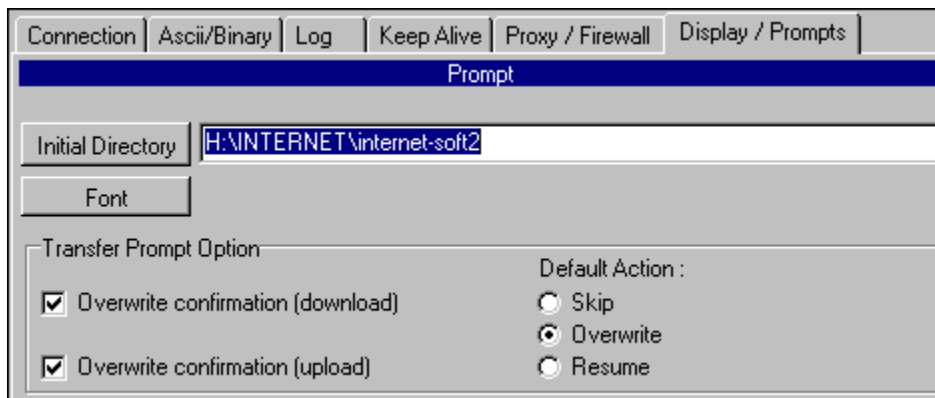 Connection Ascii/Binary Log Keep Alive Proxy / Firewall Display / Prompts
Prompt
Initial Directory H:\INTERNET\internet-soft2
Font
Transfer Prompt Option
Default Action :
Overwrite confirmation (download) Skip
Overwrite
Overwrite confirmation (upload) Resume